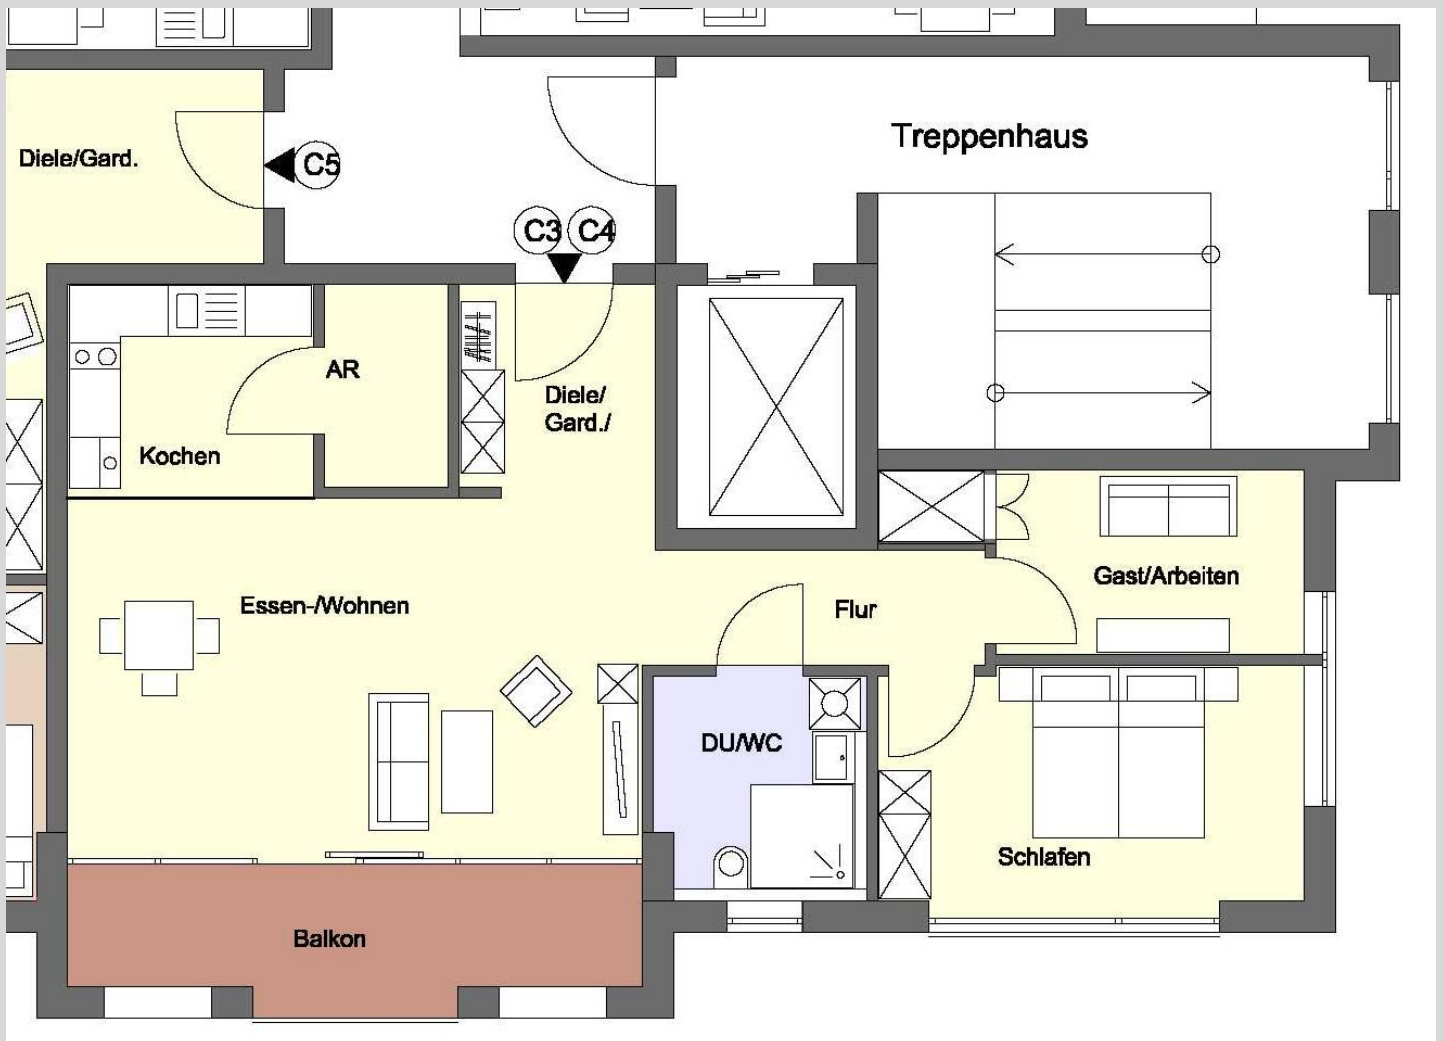 Treppenhaus
Diele/Gard.
C5
C3 C4
AR
Diele/
Gard./
Kochen
Gast/Arbeiten
Essen-/Wohnen
Flur
DU/WC
Schlafen
Balkon